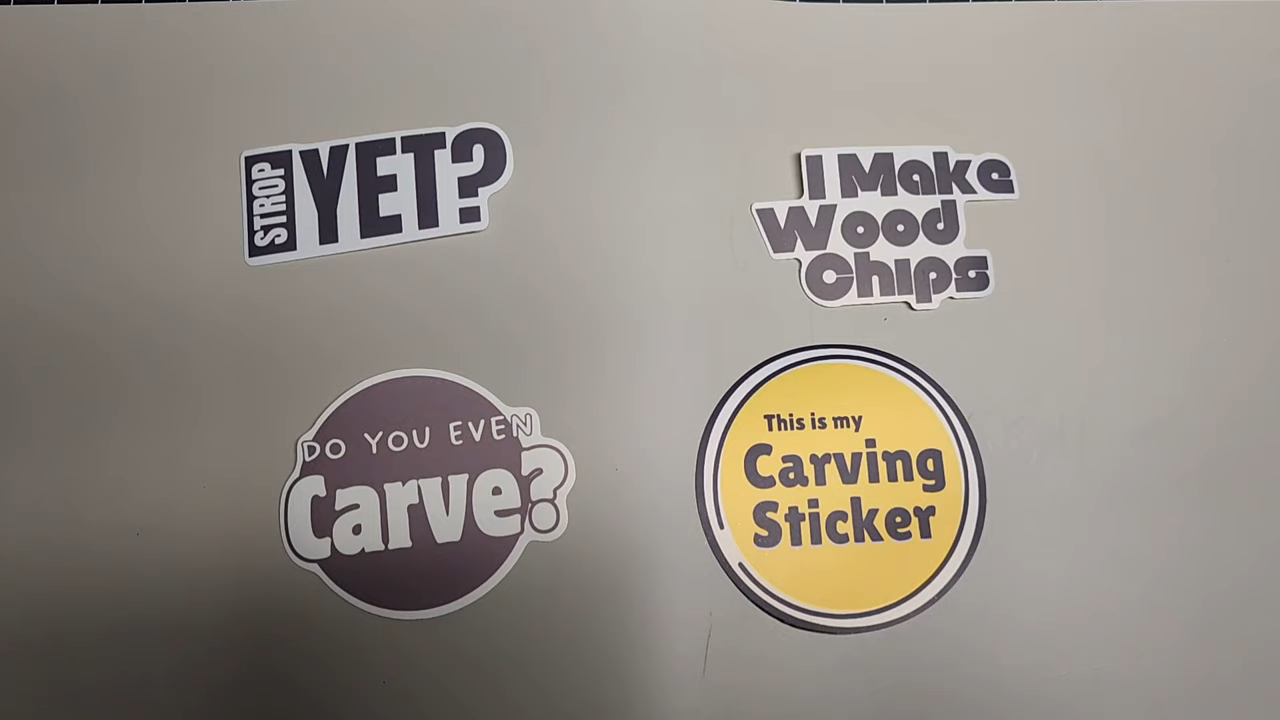 STROP
YET?
I Make
Wood
Chips
DO YOU EVEN
Carve?
This is my
Carving
Sticker